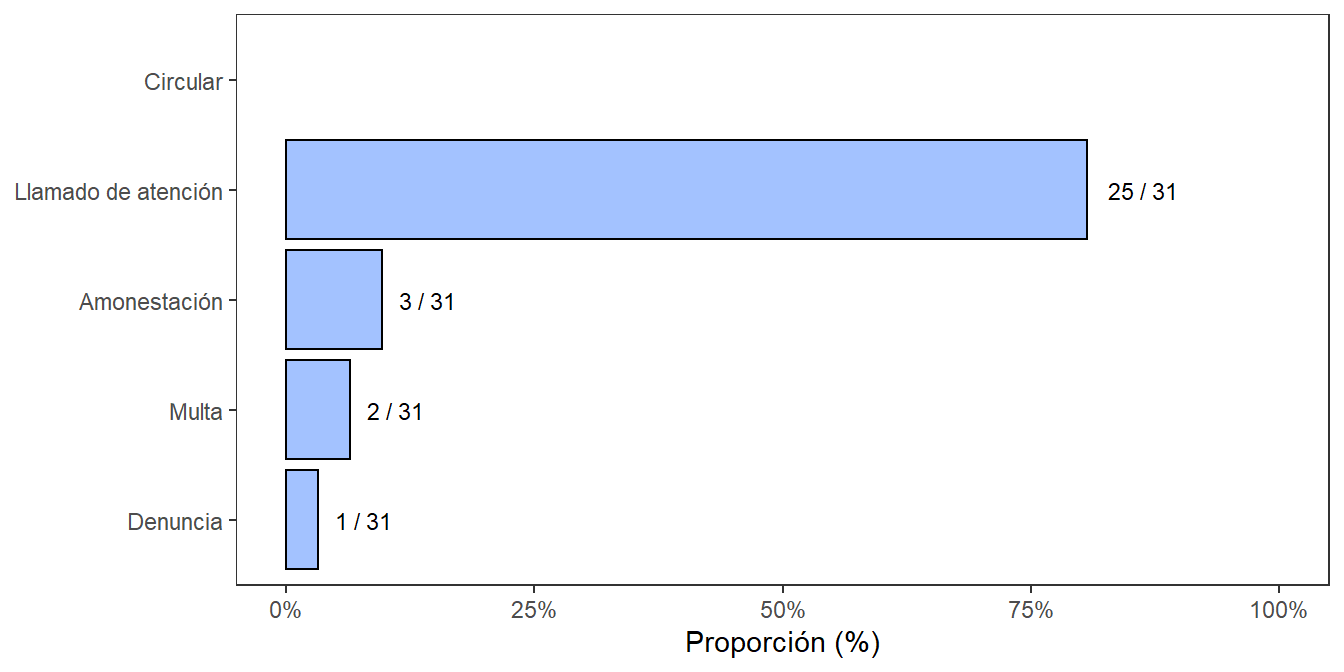 Circular
Llamado de atención
25 / 31
Amonestación
3 / 31
Multa
2 / 31
Denuncia
1 / 31
0%
25%
50%
75%
100%
Proporción (%)